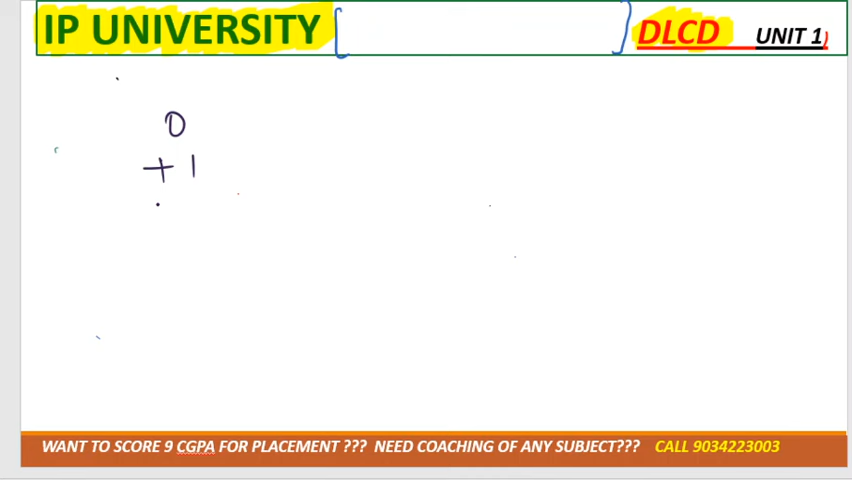 IP UNIVERSITY [ ] DLCD UNIT 1)
0
+ 1
WANT TO SCORE 9 CGPA FOR PLACEMENT ??? NEED COACHING OF ANY SUBJECT??? CALL 9034223003